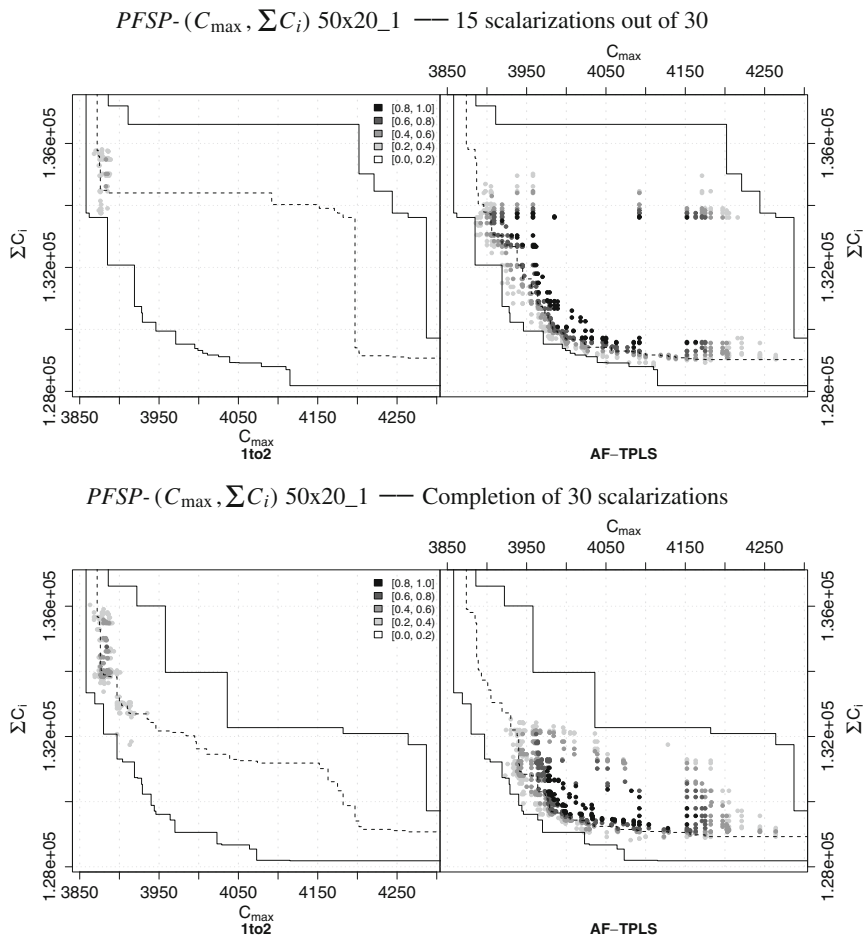 PFSP- (Cmax, ΣCi) 50x20_1 —– 15 scalarizations out of 30
Cmax
3850 3950 4050 4150 4250
[0.8, 1.0]
[0.6, 0.8)
[0.4, 0.6)
[0.2, 0.4)
[0.0, 0.2)
ΣCi
1.28e+05 1.32e+05 1.36e+05
1.28e+05 1.32e+05 1.36e+05
ΣCi
3850 3950 4050 4150 4250
Cmax
1to2
AF−TPLS
PFSP- (Cmax, ΣCi) 50x20_1 —– Completion of 30 scalarizations
Cmax
3850 3950 4050 4150 4250
[0.8, 1.0]
[0.6, 0.8)
[0.4, 0.6)
[0.2, 0.4)
[0.0, 0.2)
ΣCi
1.28e+05 1.32e+05 1.36e+05
1.28e+05 1.32e+05 1.36e+05
ΣCi
3850 3950 4050 4150 4250
Cmax
1to2
AF−TPLS